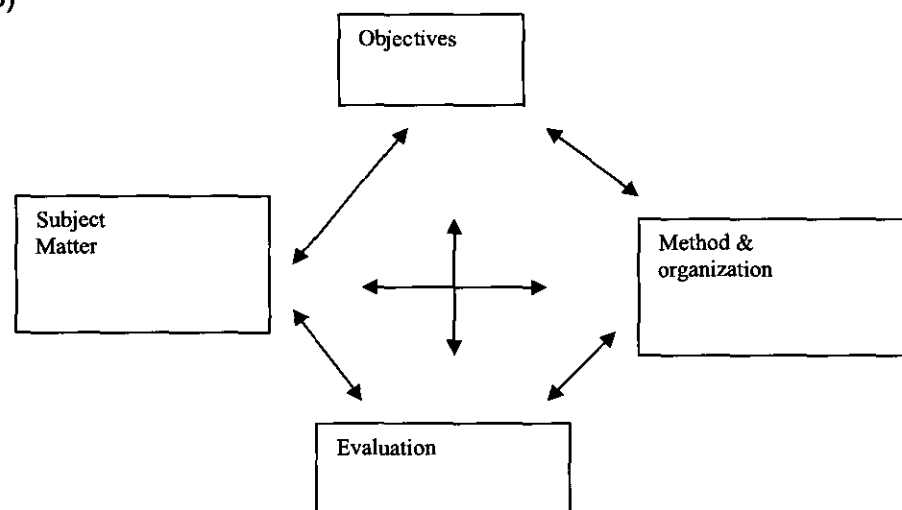 Objectives
Subject
Matter
Method &
organization
Evaluation